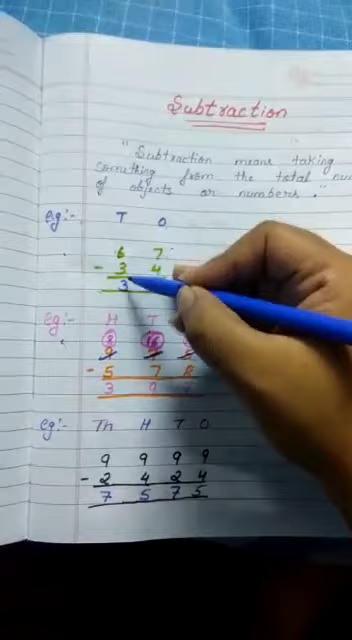 Subtraction
"Subtraction means taking
something from the total
of objects or numbers."
eg:- T O
6 7
- 3 4
3
eg:- H T
- 5 7 8
3 0 7
eg:- Th H T O
9 9 9 9
- 2 4 2 4
7 5 7 5